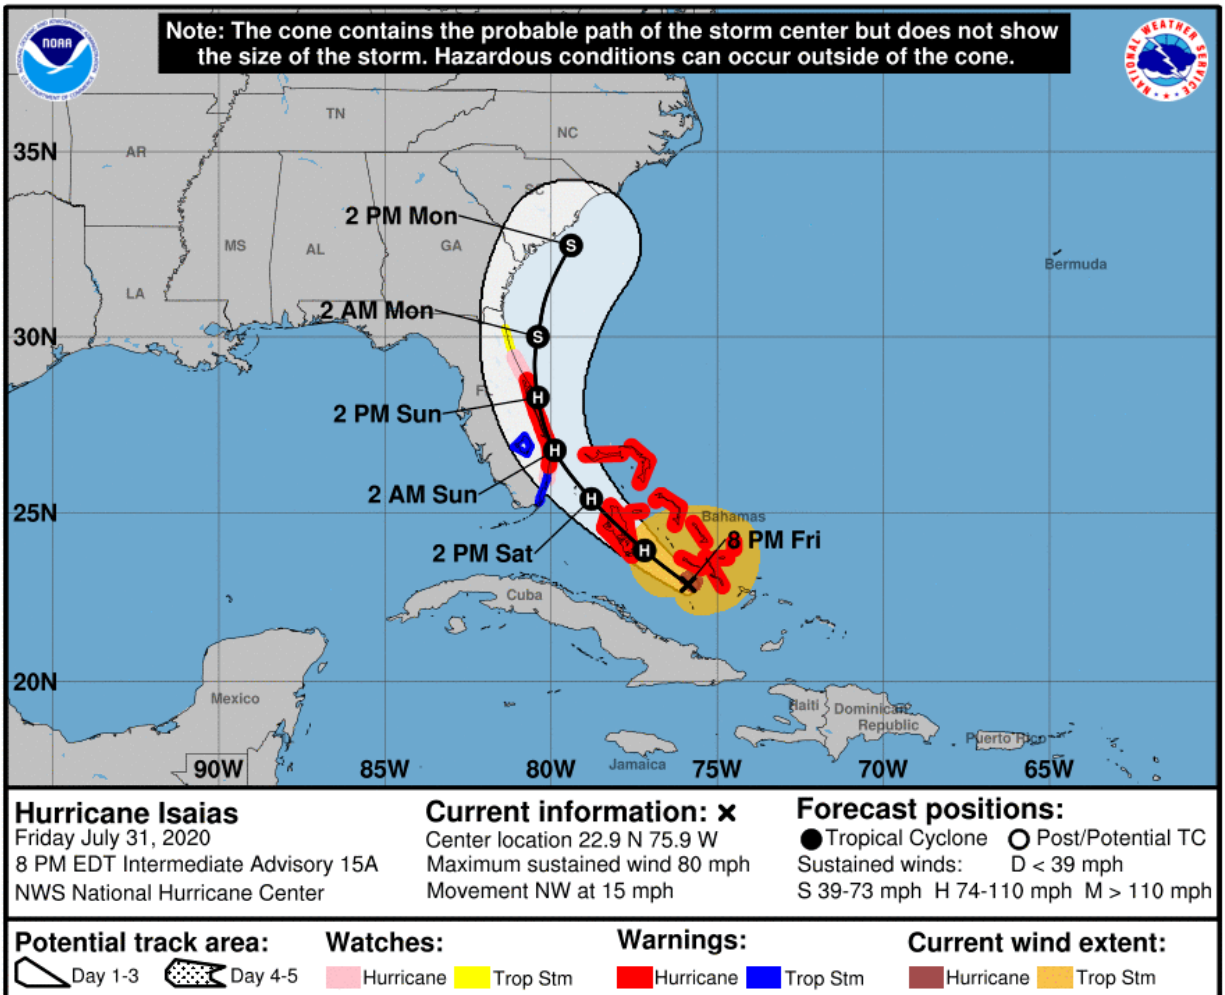 Note: The cone contains the probable path of the storm center but does not show
the size of the storm. Hazardous conditions can occur outside of the cone.
NOAA
NATIONAL WEATHER SERVICE
TN
NC
AR
35N
SC
2 PM Mon
MS
AL
GA
Bermuda
LA
2 AM Mon
30N
F
2 PM Sun
2 AM Sun
25N
Bahamas
8 PM Fri
2 PM Sat
Cuba
20N
Mexico
Haiti
Dominican
Republic
Puerto Rico
Jamaica
90W
85W
80W
75W
70W
65W
S
S
H
H
H
H
Hurricane Isaias
Friday July 31, 2020
8 PM EDT Intermediate Advisory 15A
NWS National Hurricane Center
Current information: x
Center location 22.9 N 75.9 W
Maximum sustained wind 80 mph
Movement NW at 15 mph
Forecast positions:
Tropical Cyclone Post/Potential TC
Sustained winds: D < 39 mph
S 39-73 mph H 74-110 mph M > 110 mph
Potential track area:
Day 1-3 Day 4-5
Watches:
Hurricane Trop Stm
Warnings:
Hurricane Trop Stm
Current wind extent:
Hurricane Trop Stm